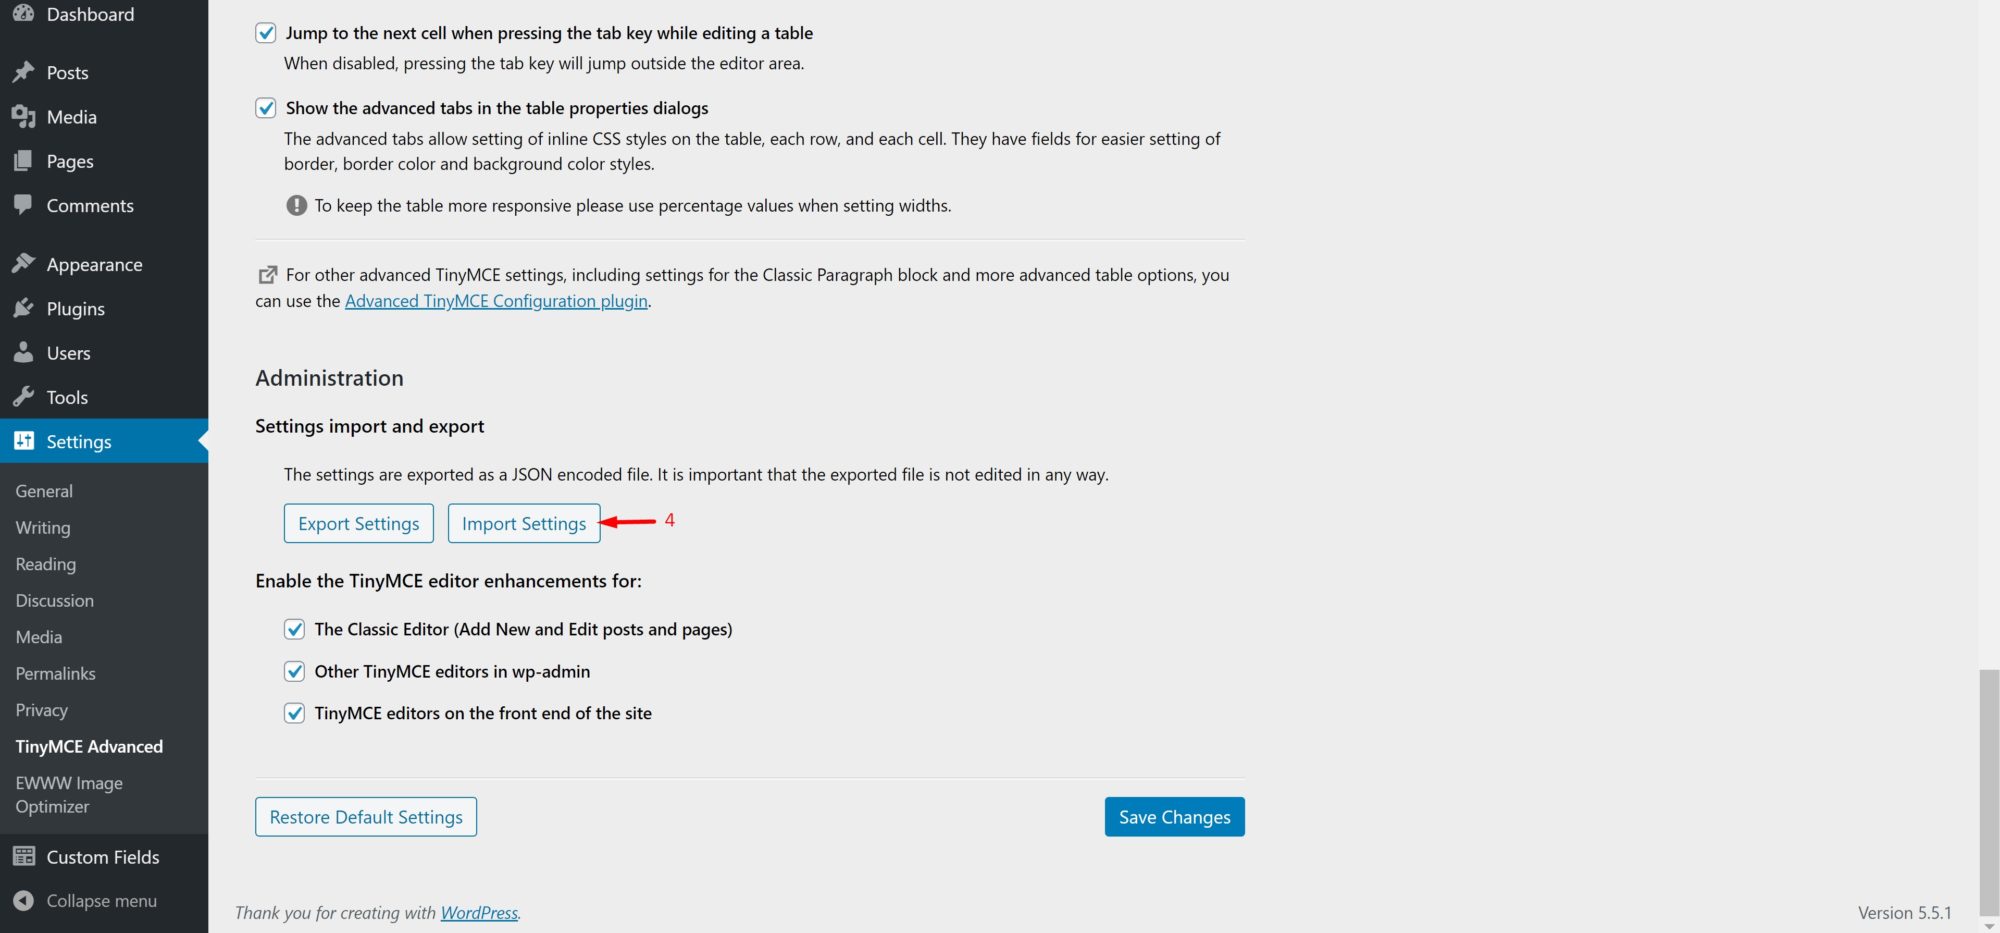 Dashboard
Posts
Media
Pages
Comments
Appearance
Plugins
Users
Tools
Settings
General
Writing
Reading
Discussion
Media
Permalinks
Privacy
TinyMCE Advanced
EWWW Image
Optimizer
Custom Fields
Collapse menu
Jump to the next cell when pressing the tab key while editing a table
When disabled, pressing the tab key will jump outside the editor area.
Show the advanced tabs in the table properties dialogs
The advanced tabs allow setting of inline CSS styles on the table, each row, and each cell. They have fields for easier setting of
border, border color and background color styles.
To keep the table more responsive please use percentage values when setting widths.
For other advanced TinyMCE settings, including settings for the Classic Paragraph block and more advanced table options, you
can use the Advanced TinyMCE Configuration plugin.
Administration
Settings import and export
The settings are exported as a JSON encoded file. It is important that the exported file is not edited in any way.
Export Settings Import Settings 4
Enable the TinyMCE editor enhancements for:
The Classic Editor (Add New and Edit posts and pages)
Other TinyMCE editors in wp-admin
TinyMCE editors on the front end of the site
Restore Default Settings Save Changes
Thank you for creating with WordPress. Version 5.5.1